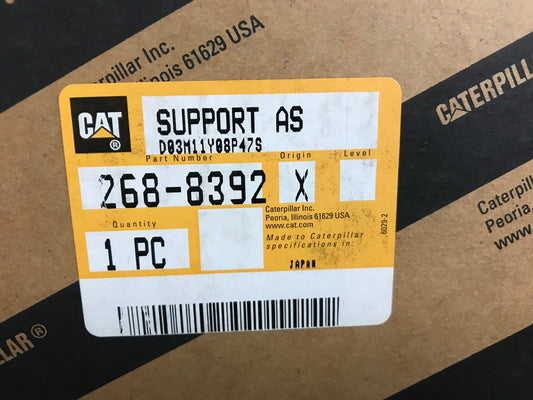 Caterpillar Inc.
Illinois 61629 USA
CATERPILLAR
CAT®
SUPPORT AS
D03M11Y08P47S
Part Number
Origin
Level
268-8392
X
Caterpillar Inc.
Peoria, Illinois 61629 USA
www.cat.com
Quantity
1 PC
Made to Caterpillar
specifications in:
JAPAN
6029-2
Caterpillar
Peoria,
www.
LLAR®